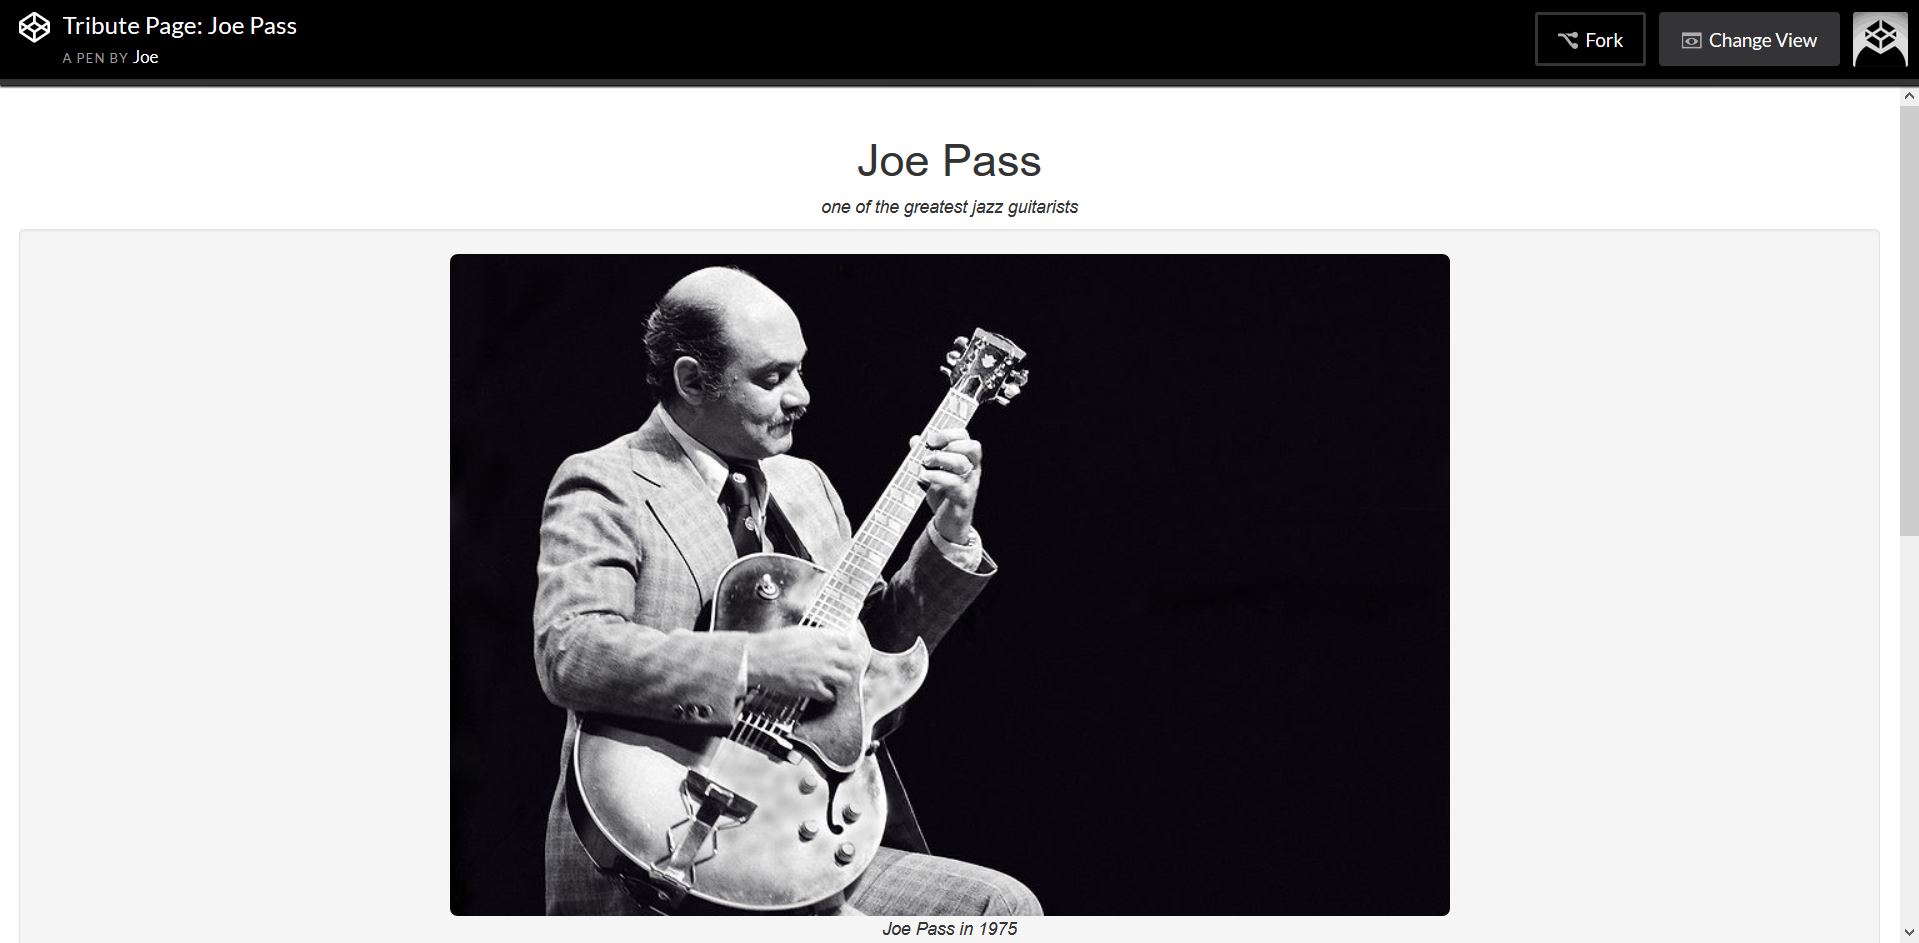 Tribute Page: Joe Pass
A PEN BY Joe
Fork
Change View
Joe Pass
one of the greatest jazz guitarists
Joe Pass in 1975